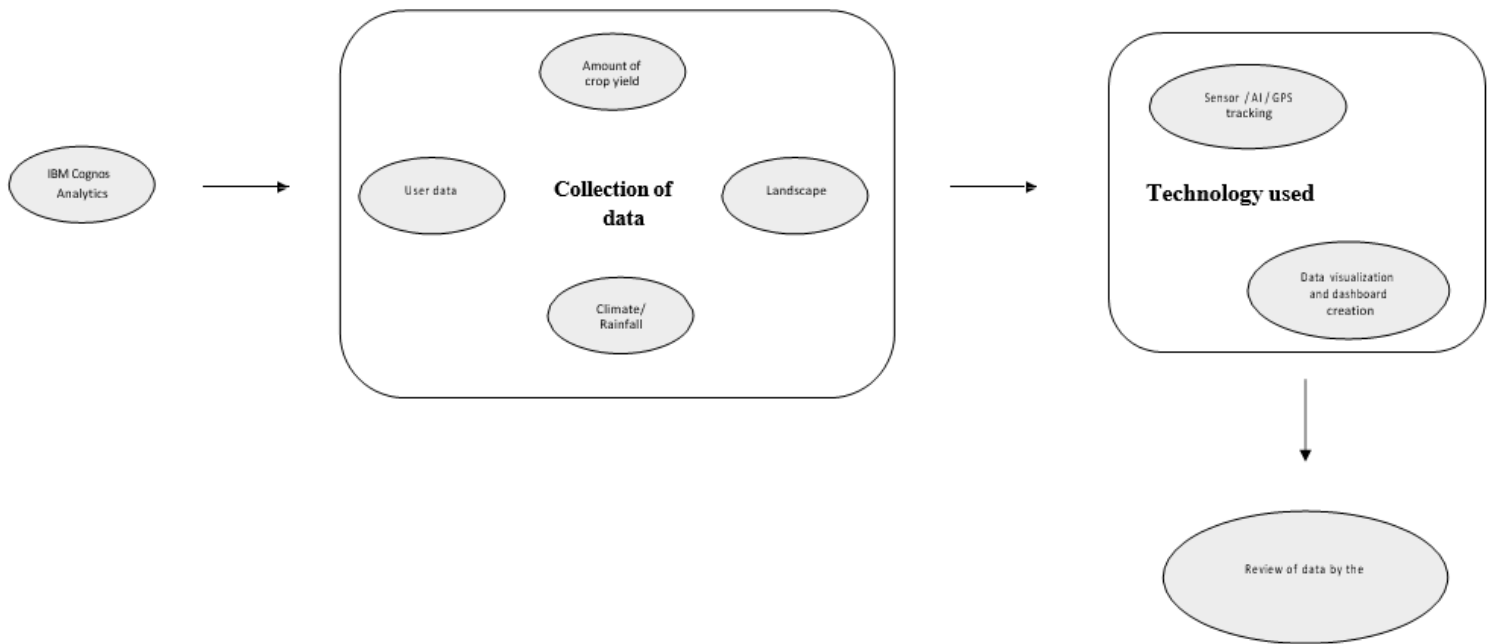 IBM Cognos
Analytics
Amount of
crop yield
User data
Collection of
data
Landscape
Climate/
Rainfall
Sensor / AI / GPS
tracking
Technology used
Data visualization
and dashboard
creation
Review of data by the